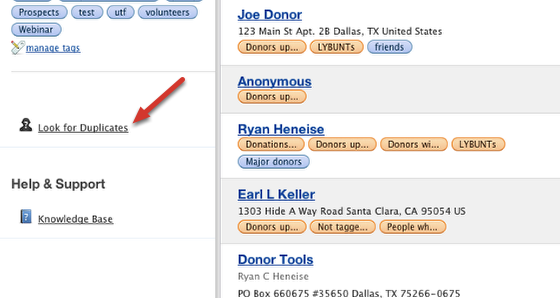 Prospects test utf volunteers
Webinar
manage tags
Look for Duplicates
Help & Support
Knowledge Base
Joe Donor
123 Main St Apt. 2B Dallas, TX United States
Donors up... LYBUNTs friends
Anonymous
Donors up...
Ryan Heneise
Donations... Donors up... Donors wi... LYBUNTs
Major donors
Earl L Keller
1303 Hide A Way Road Santa Clara, CA 95054 US
Donors up... Not tagge... People wh...
Donor Tools
Ryan C Heneise
PO Box 660675 #35650 Dallas, TX 75266-0675